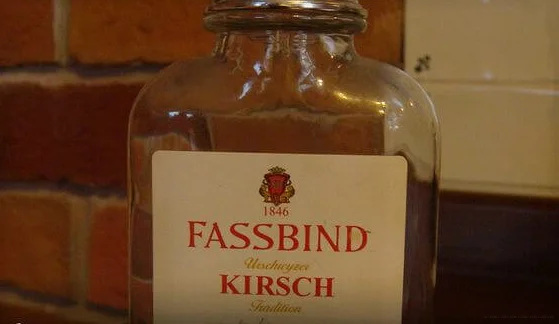 1846
FASSBIND
Urschwyzer
KIRSCH
Tradition